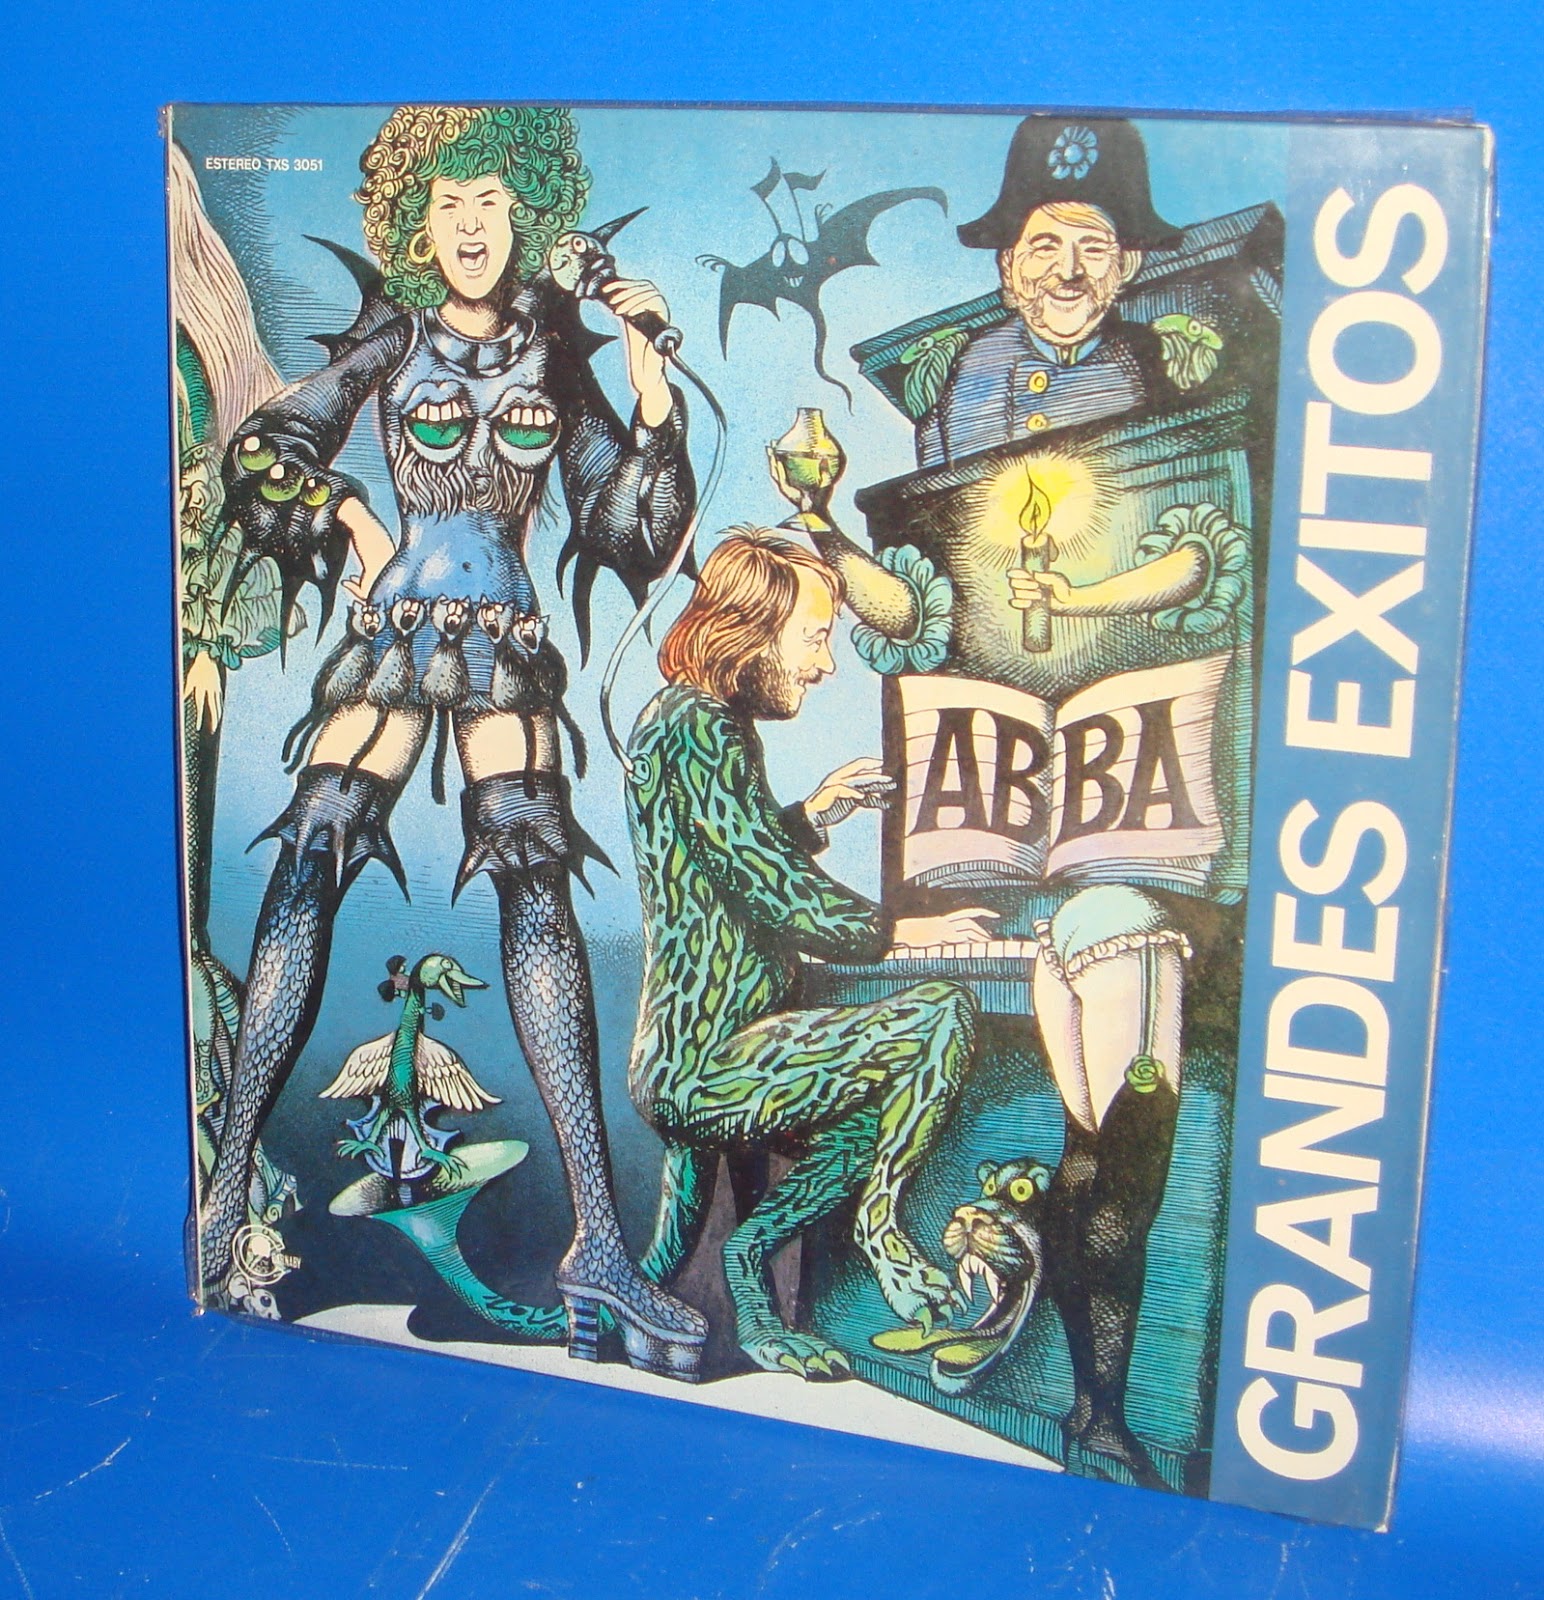 ESTEREO TXS 3051
ABBA
GRANDES EXITOS